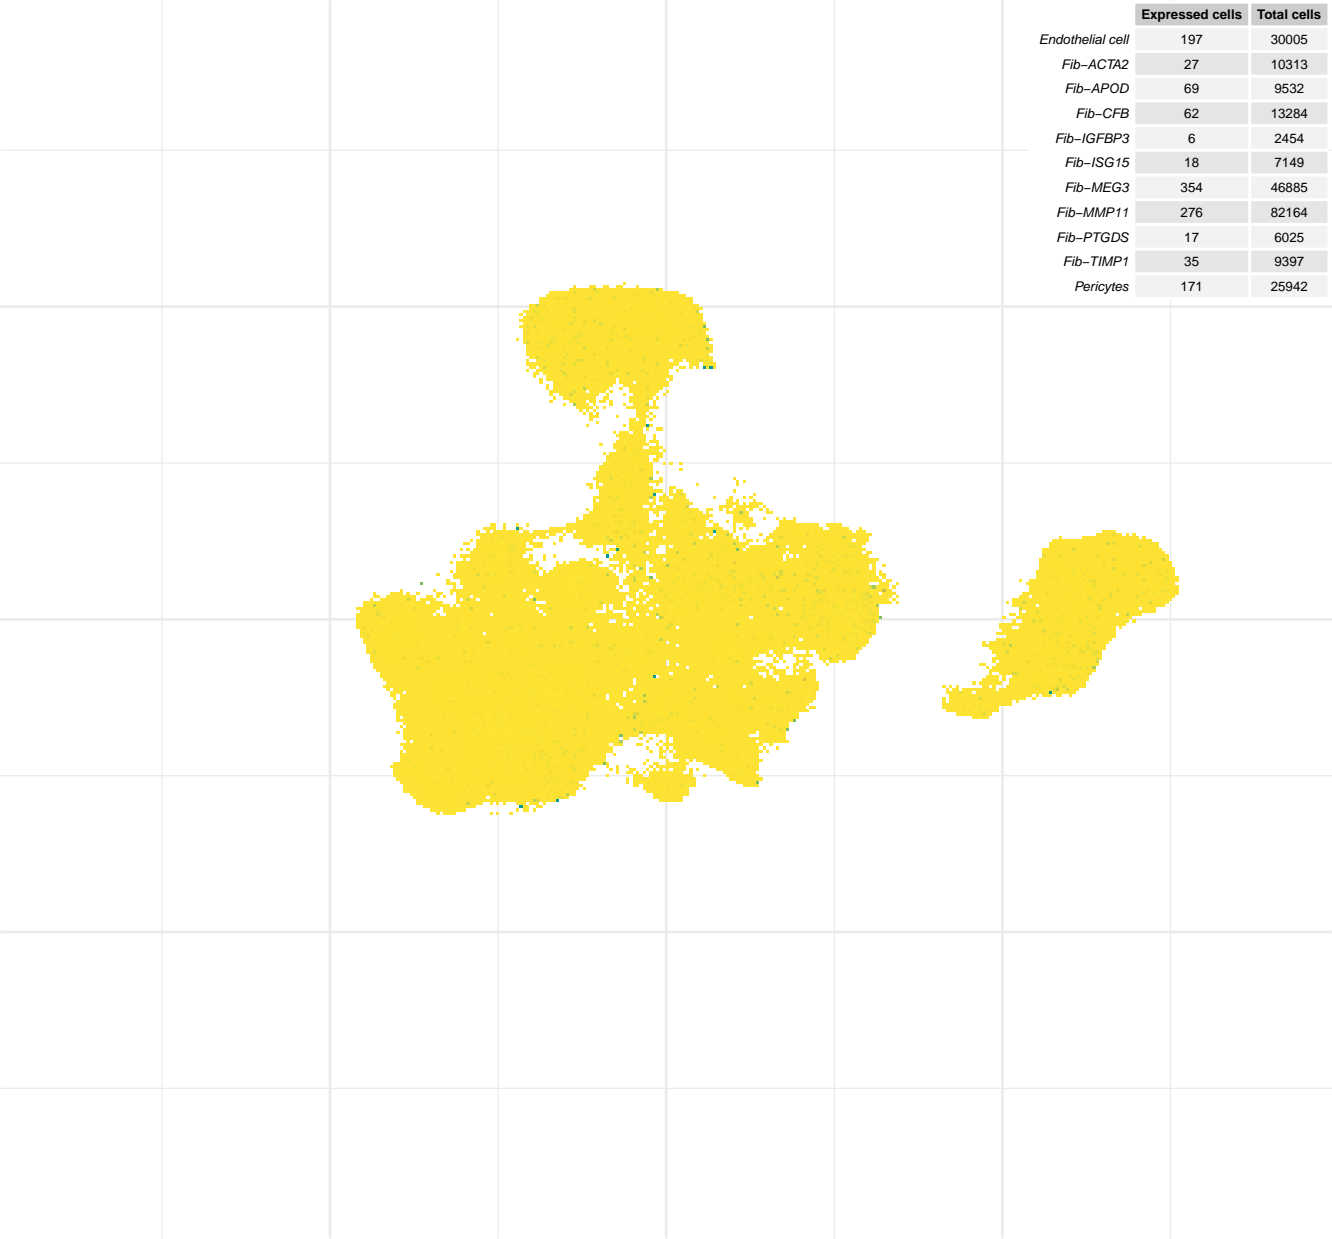 Expressed cells Total cells
Endothelial cell 197 30005
Fib−ACTA2 27 10313
Fib−APOD 69 9532
Fib−CFB 62 13284
Fib−IGFBP3 6 2454
Fib−ISG15 18 7149
Fib−MEG3 354 46885
Fib−MMP11 276 82164
Fib−PTGDS 17 6025
Fib−TIMP1 35 9397
Pericytes 171 25942